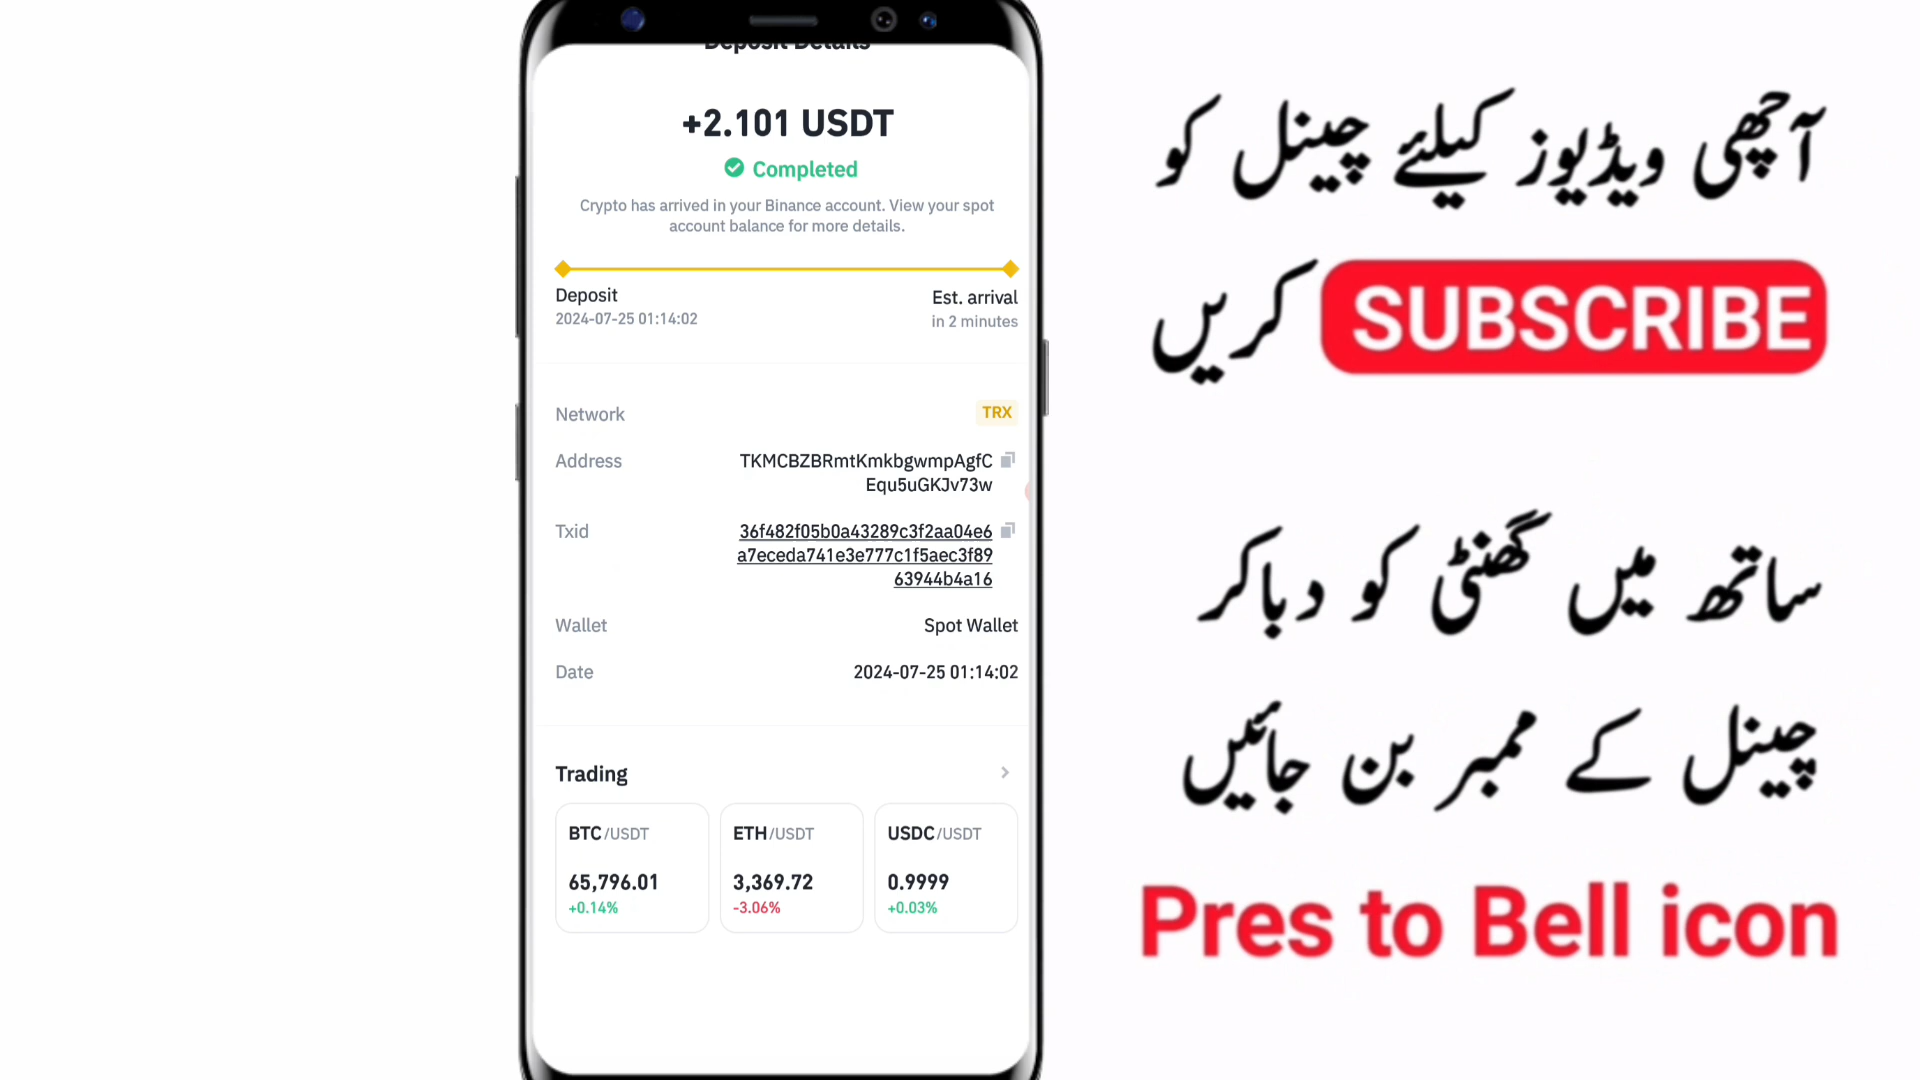 Deposit Details
+2.101 USDT
Completed
Crypto has arrived in your Binance account. View your spot
account balance for more details.
Deposit
2024-07-25 01:14:02
Est. arrival
in 2 minutes
Network
TRX
Address
TKMCBZBRmtKmkbgwmpAgfC
Equ5uGKJv73w
Txid
36f482f05b0a43289c3f2aa04e6
a7eceda741e3e777c1f5aec3f89
63944b4a16
Wallet
Spot Wallet
Date
2024-07-25 01:14:02
Trading
BTC/USDT
65,796.01
+0.14%
ETH/USDT
3,369.72
-3.06%
USDC/USDT
0.9999
+0.03%
آچھی ویڈیوز کیلئے چینل کو
SUBSCRIBE کریں
ساتھ میں گھنٹی کو دباکر
چینل کے ممبر بن جائیں
Pres to Bell icon